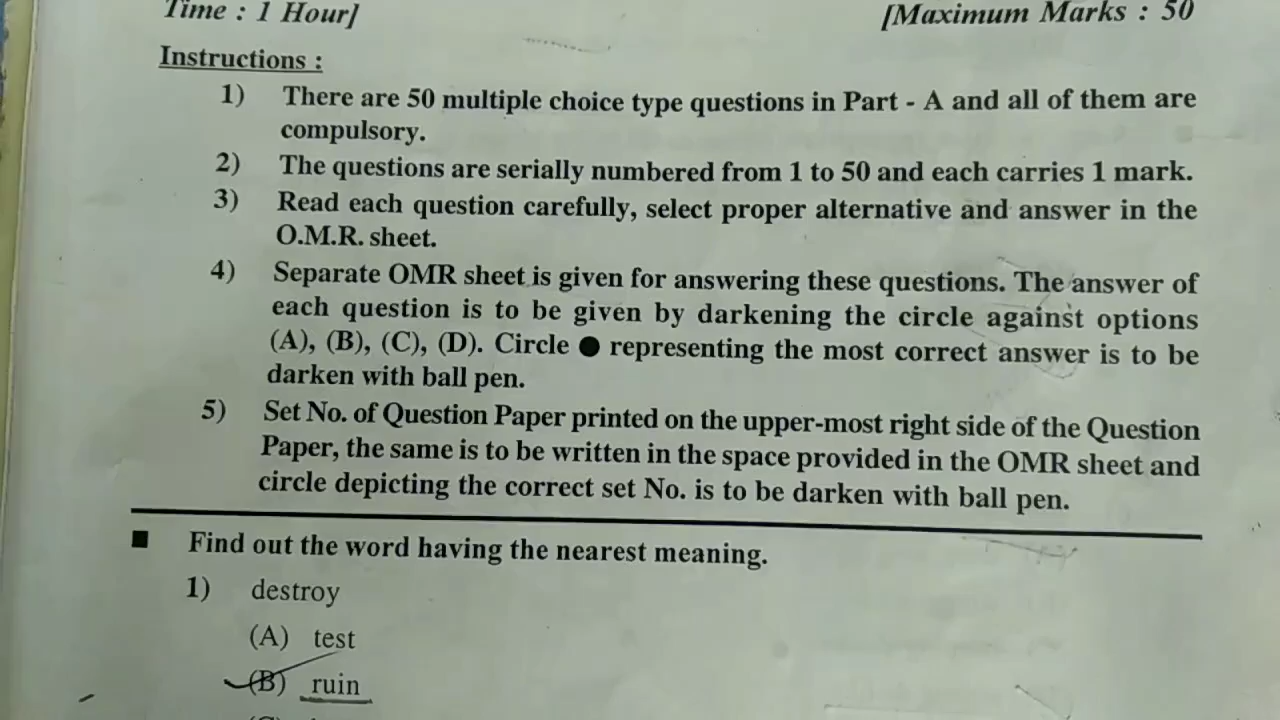 Time : 1 Hour]
[Maximum Marks : 50
Instructions :
1) There are 50 multiple choice type questions in Part - A and all of them are
compulsory.
2) The questions are serially numbered from 1 to 50 and each carries 1 mark.
3) Read each question carefully, select proper alternative and answer in the
O.M.R. sheet.
4) Separate OMR sheet is given for answering these questions. The answer of
each question is to be given by darkening the circle against options
(A), (B), (C), (D). Circle ● representing the most correct answer is to be
darken with ball pen.
5) Set No. of Question Paper printed on the upper-most right side of the Question
Paper, the same is to be written in the space provided in the OMR sheet and
circle depicting the correct set No. is to be darken with ball pen.
■ Find out the word having the nearest meaning.
1) destroy
(A) test
(B) ruin